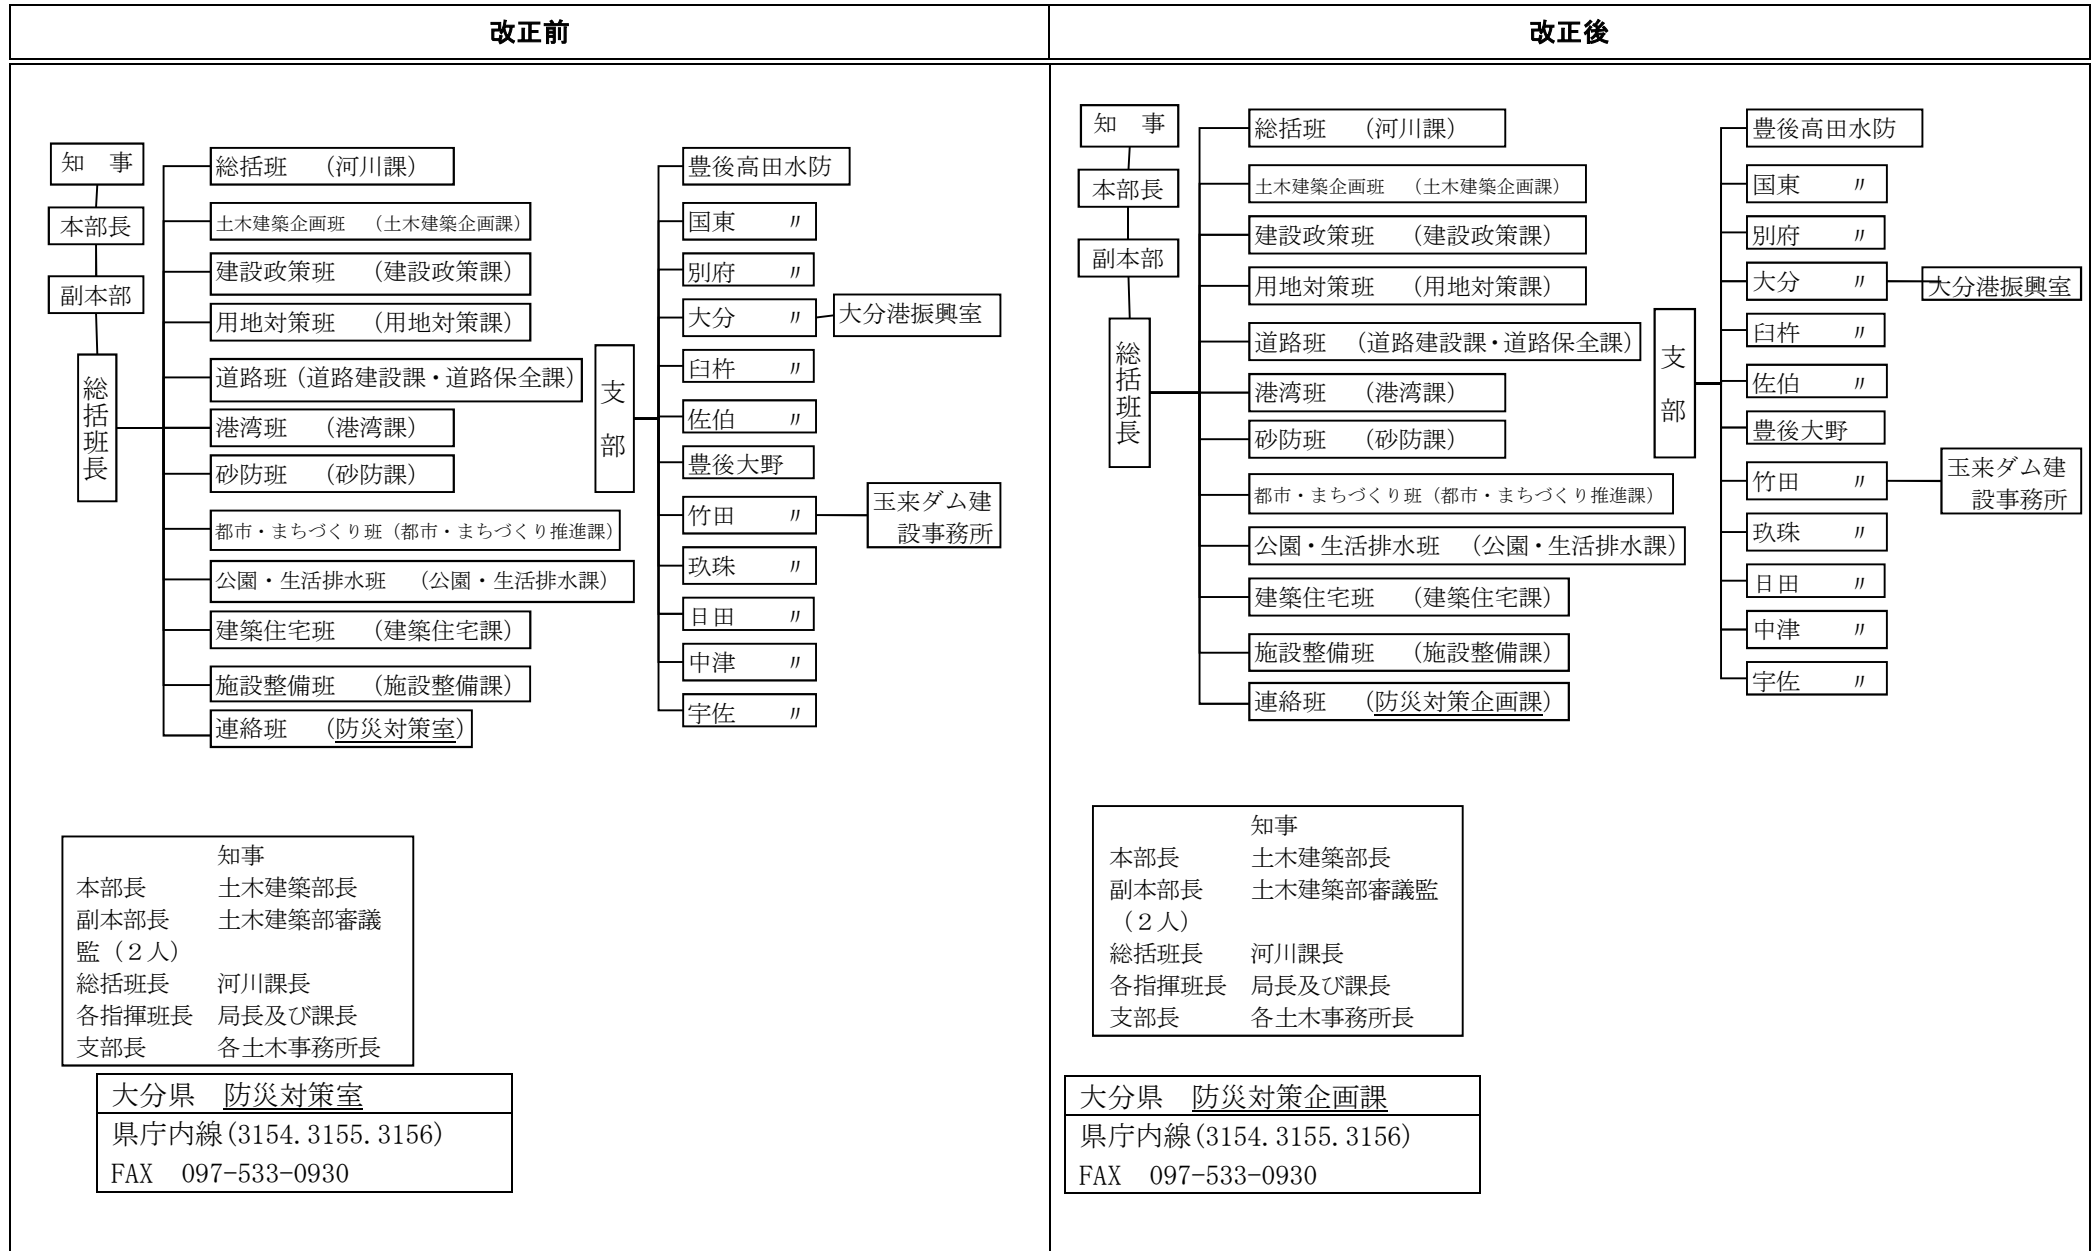 改正前
改正後
知　事
本部長
副本部
総括班長
総括班　（河川課）
土木建築企画班　（土木建築企画課）
建設政策班　（建設政策課）
用地対策班　（用地対策課）
道路班（道路建設課・道路保全課）
港湾班　（港湾課）
砂防班　（砂防課）
都市・まちづくり班（都市・まちづくり推進課）
公園・生活排水班　（公園・生活排水課）
建築住宅班　（建築住宅課）
施設整備班　（施設整備課）
連絡班　（防災対策室）
支部
豊後高田水防
国東　〃
別府　〃
大分　〃
大分港振興室
臼杵　〃
佐伯　〃
豊後大野
竹田　〃
玉来ダム建
設事務所
玖珠　〃
日田　〃
中津　〃
宇佐　〃
知事
本部長　土木建築部長
副本部長　土木建築部審議
監（２人）
総括班長　河川課長
各指揮班長　局長及び課長
支部長　各土木事務所長
大分県　防災対策室
県庁内線(3154.3155.3156)
FAX　097-533-0930
知　事
本部長
副本部
総括班長
総括班　（河川課）
土木建築企画班　（土木建築企画課）
建設政策班　（建設政策課）
用地対策班　（用地対策課）
道路班　（道路建設課・道路保全課）
港湾班　（港湾課）
砂防班　（砂防課）
都市・まちづくり班（都市・まちづくり推進課）
公園・生活排水班　（公園・生活排水課）
建築住宅班　（建築住宅課）
施設整備班　（施設整備課）
連絡班　（防災対策企画課）
支部
豊後高田水防
国東　〃
別府　〃
大分　〃
大分港振興室
臼杵　〃
佐伯　〃
豊後大野
竹田　〃
玉来ダム建
設事務所
玖珠　〃
日田　〃
中津　〃
宇佐　〃
知事
本部長　土木建築部長
副本部長　土木建築部審議監
（２人）
総括班長　河川課長
各指揮班長　局長及び課長
支部長　各土木事務所長
大分県　防災対策企画課
県庁内線(3154.3155.3156)
FAX　097-533-0930